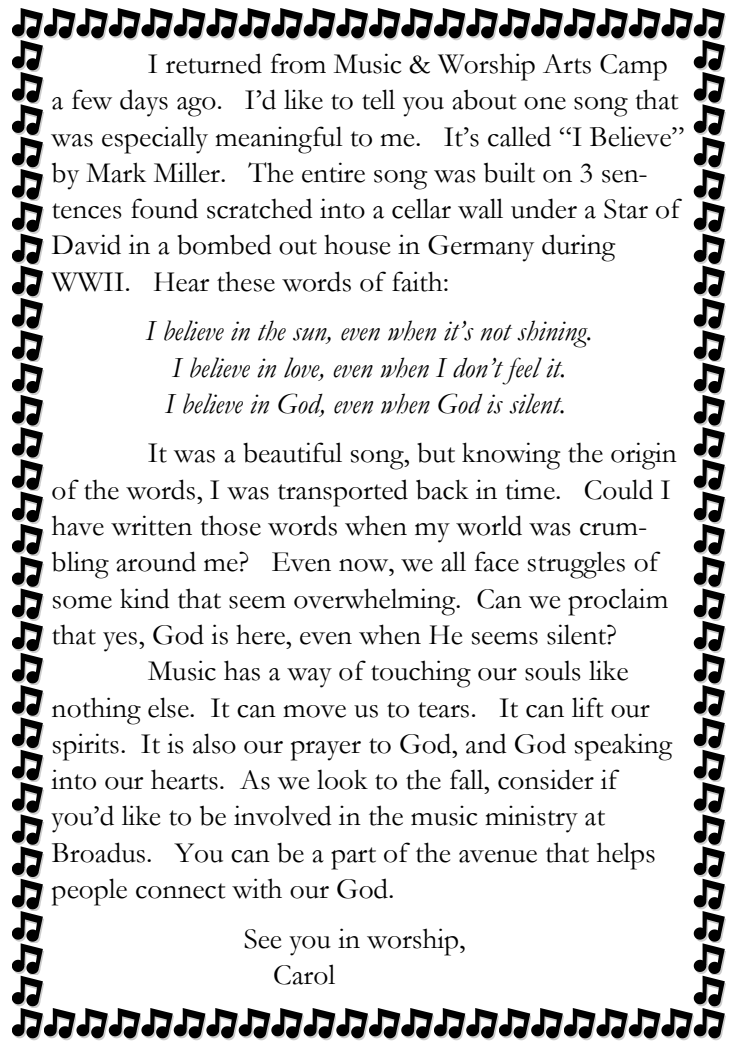 I returned from Music & Worship Arts Camp
a few days ago. I’d like to tell you about one song that
was especially meaningful to me. It’s called “I Believe”
by Mark Miller. The entire song was built on 3 sen-
tences found scratched into a cellar wall under a Star of
David in a bombed out house in Germany during
WWII. Hear these words of faith:
I believe in the sun, even when it’s not shining.
I believe in love, even when I don’t feel it.
I believe in God, even when God is silent.
It was a beautiful song, but knowing the origin
of the words, I was transported back in time. Could I
have written those words when my world was crum-
bling around me? Even now, we all face struggles of
some kind that seem overwhelming. Can we proclaim
that yes, God is here, even when He seems silent?
Music has a way of touching our souls like
nothing else. It can move us to tears. It can lift our
spirits. It is also our prayer to God, and God speaking
into our hearts. As we look to the fall, consider if
you’d like to be involved in the music ministry at
Broadus. You can be a part of the avenue that helps
people connect with our God.
See you in worship,
Carol